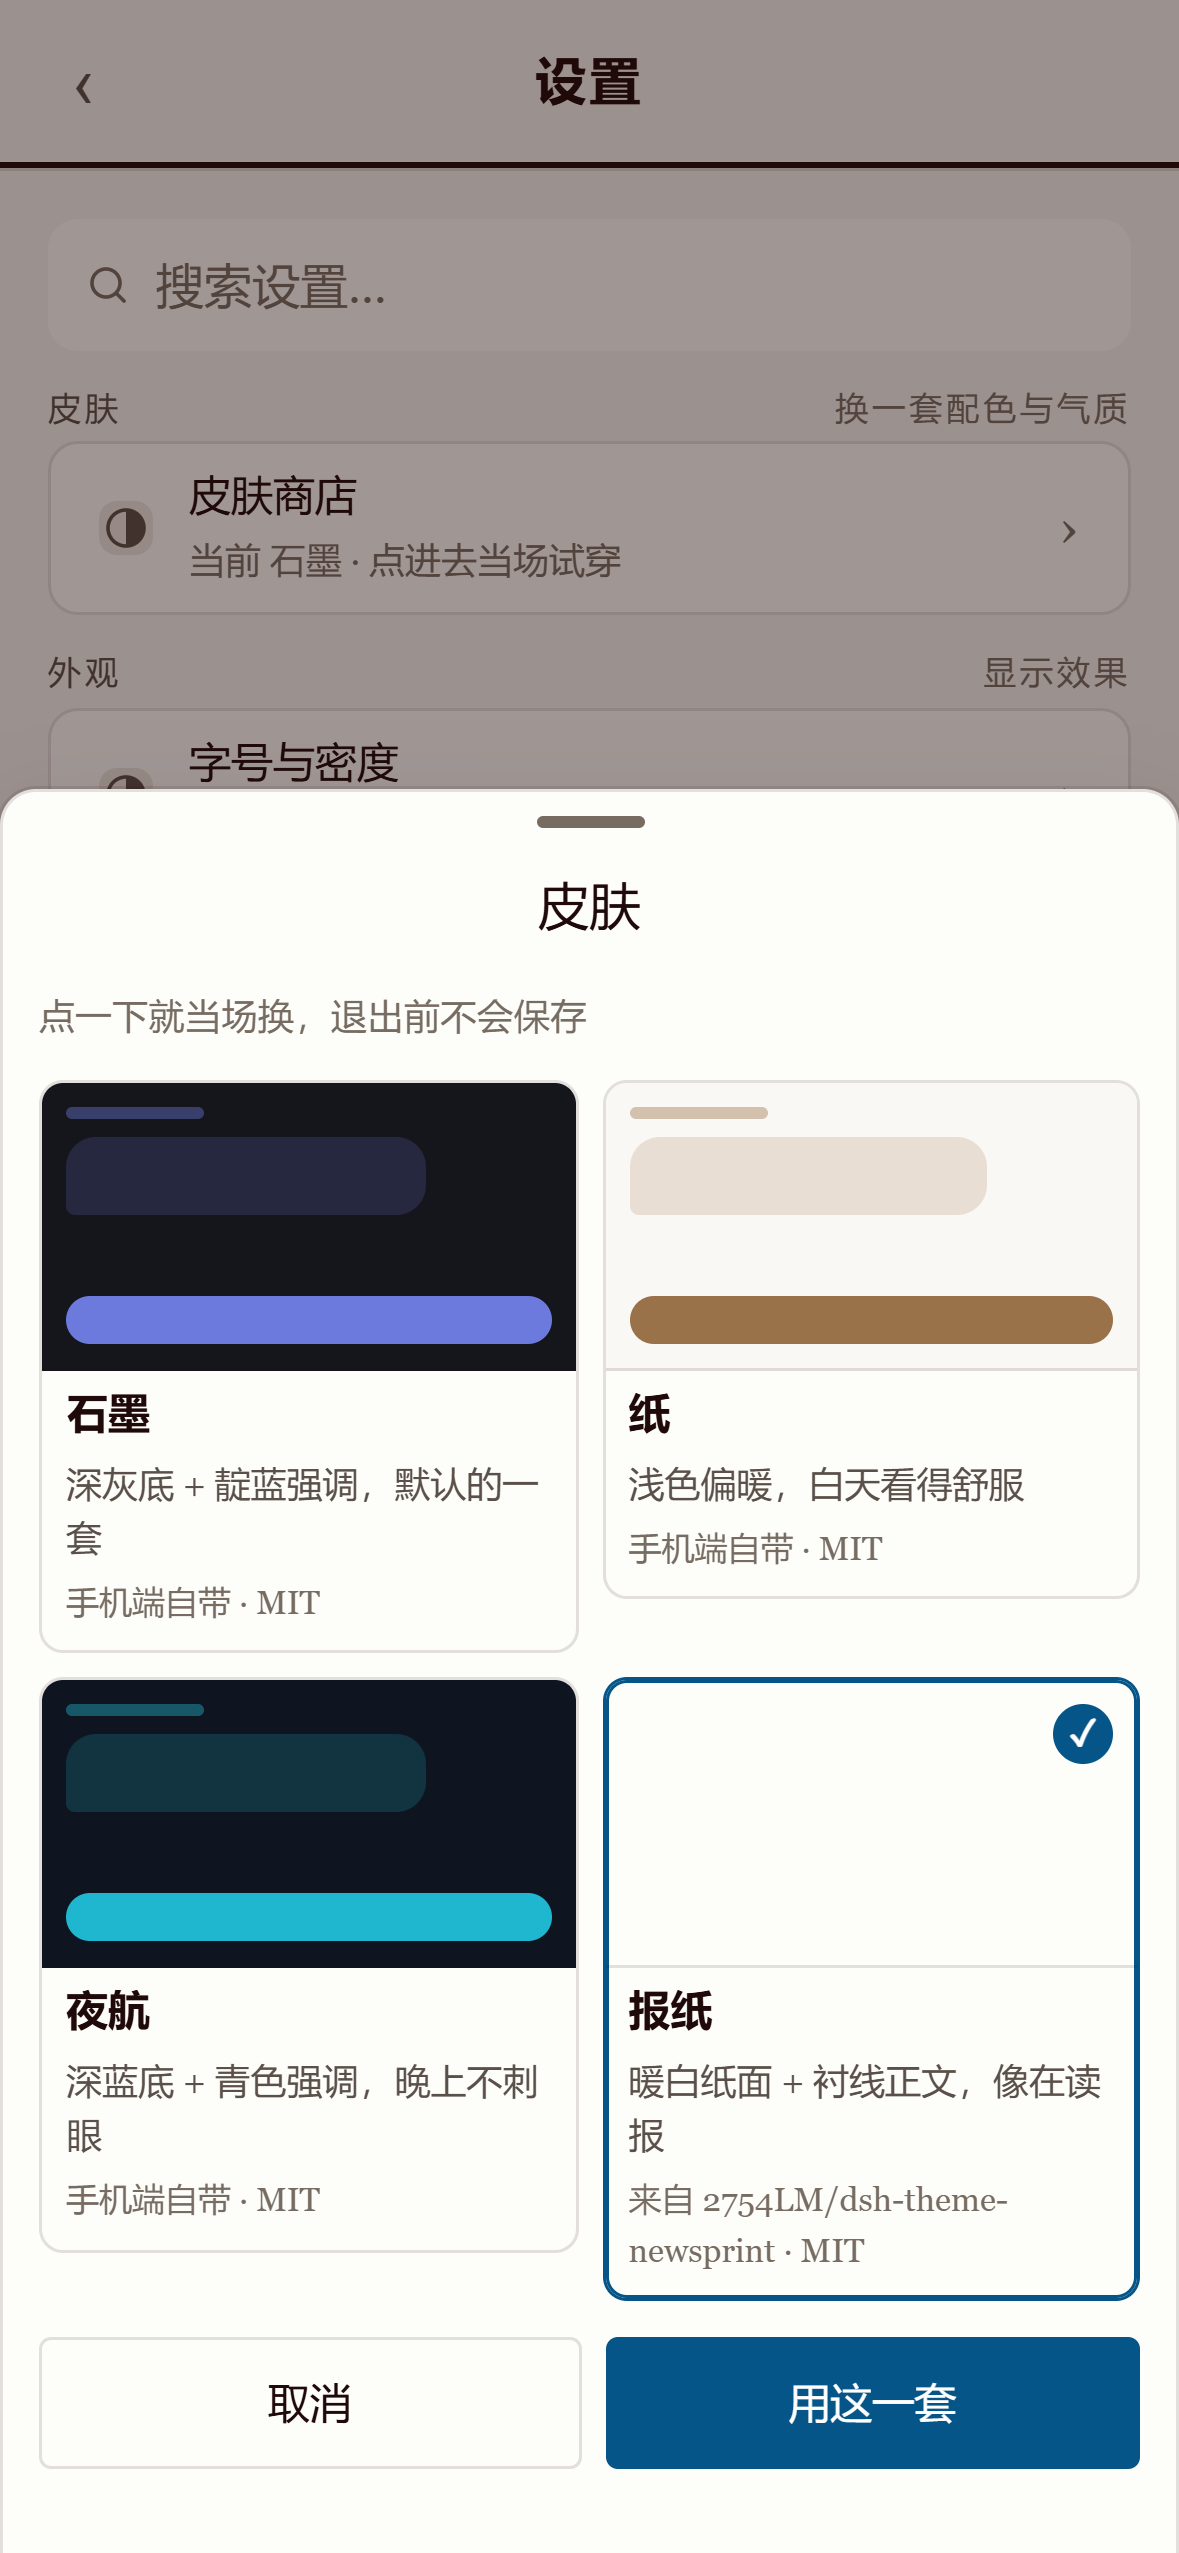 设置
搜索设置...
皮肤
换一套配色与气质
皮肤商店
当前 石墨 · 点进去当场试穿
外观
显示效果
字号与密度
皮肤
点一下就当场换，退出前不会保存
石墨
深灰底 + 靛蓝强调，默认的一
套
手机端自带 · MIT
纸
浅色偏暖，白天看得舒服
手机端自带 · MIT
夜航
深蓝底 + 青色强调，晚上不刺
眼
手机端自带 · MIT
报纸
暖白纸面 + 衬线正文，像在读
报
来自 2754LM/dsh-theme-
newsprint · MIT
取消
用这一套